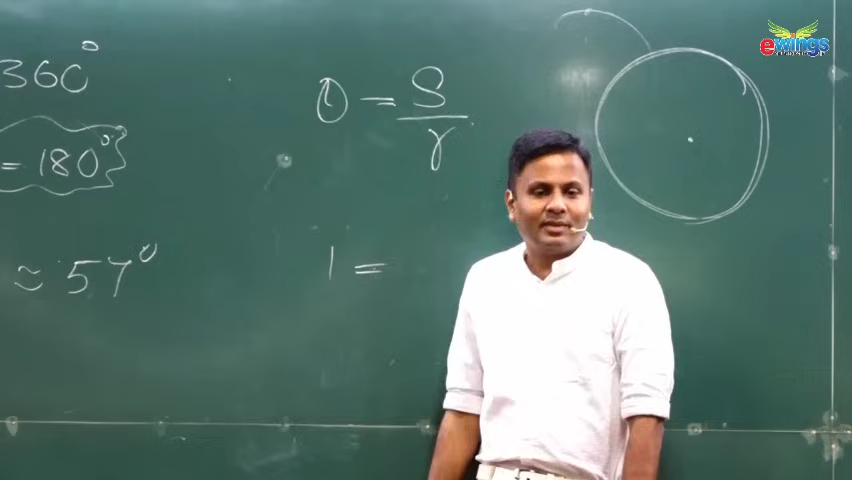 360°
= 180°
≈ 57°
θ = S
r
1 =
ewings